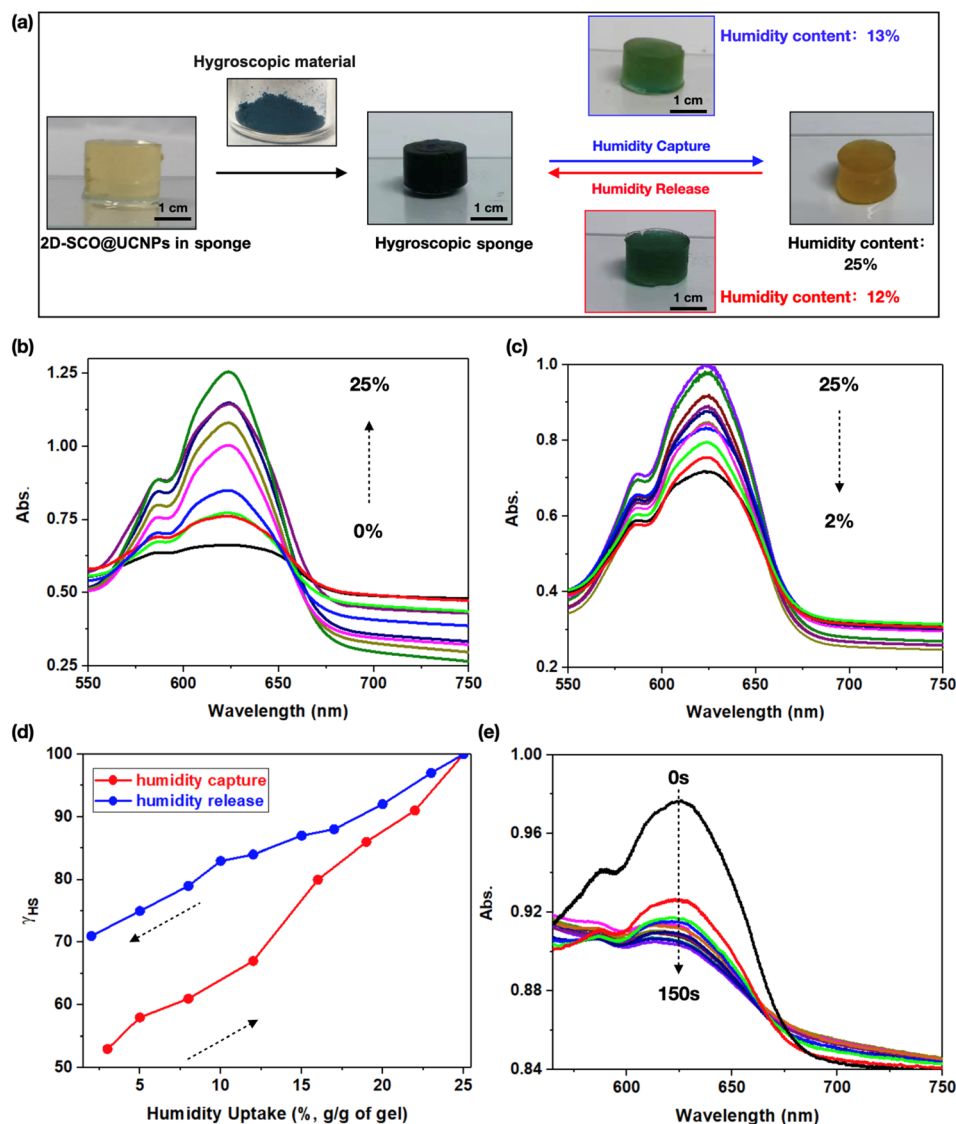 (a)
Hygroscopic material
Humidity content: 13%
1 cm
Humidity Capture
Humidity Release
1 cm
1 cm
1 cm
2D-SCO@UCNPs in sponge
Hygroscopic sponge
Humidity content:
25%
1 cm
Humidity content: 12%
(b)
25%
0%
1.25
1.00
0.75
0.50
0.25
Abs.
550
600
650
700
750
Wavelength (nm)
(c)
25%
2%
1.0
0.8
0.6
0.4
0.2
Abs.
550
600
650
700
750
Wavelength (nm)
(d)
humidity capture
humidity release
100
90
80
70
60
50
γHS
5
10
15
20
25
Humidity Uptake (%, g/g of gel)
(e)
0s
150s
0.96
0.92
0.88
0.84
Abs.
600
650
700
750
Wavelength (nm)